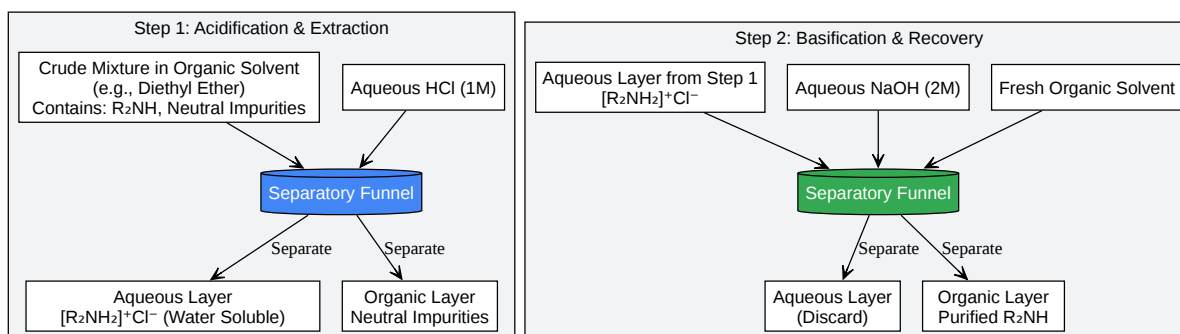 Step 1: Acidification & Extraction
Crude Mixture in Organic Solvent
(e.g., Diethyl Ether)
Contains: R₂NH, Neutral Impurities
Aqueous HCl (1M)
Separatory Funnel
Separate
Separate
Aqueous Layer
[R₂NH₂]⁺Cl⁻ (Water Soluble)
Organic Layer
Neutral Impurities
Step 2: Basification & Recovery
Aqueous Layer from Step 1
[R₂NH₂]⁺Cl⁻
Aqueous NaOH (2M)
Fresh Organic Solvent
Separatory Funnel
Separate
Separate
Aqueous Layer
(Discard)
Organic Layer
Purified R₂NH